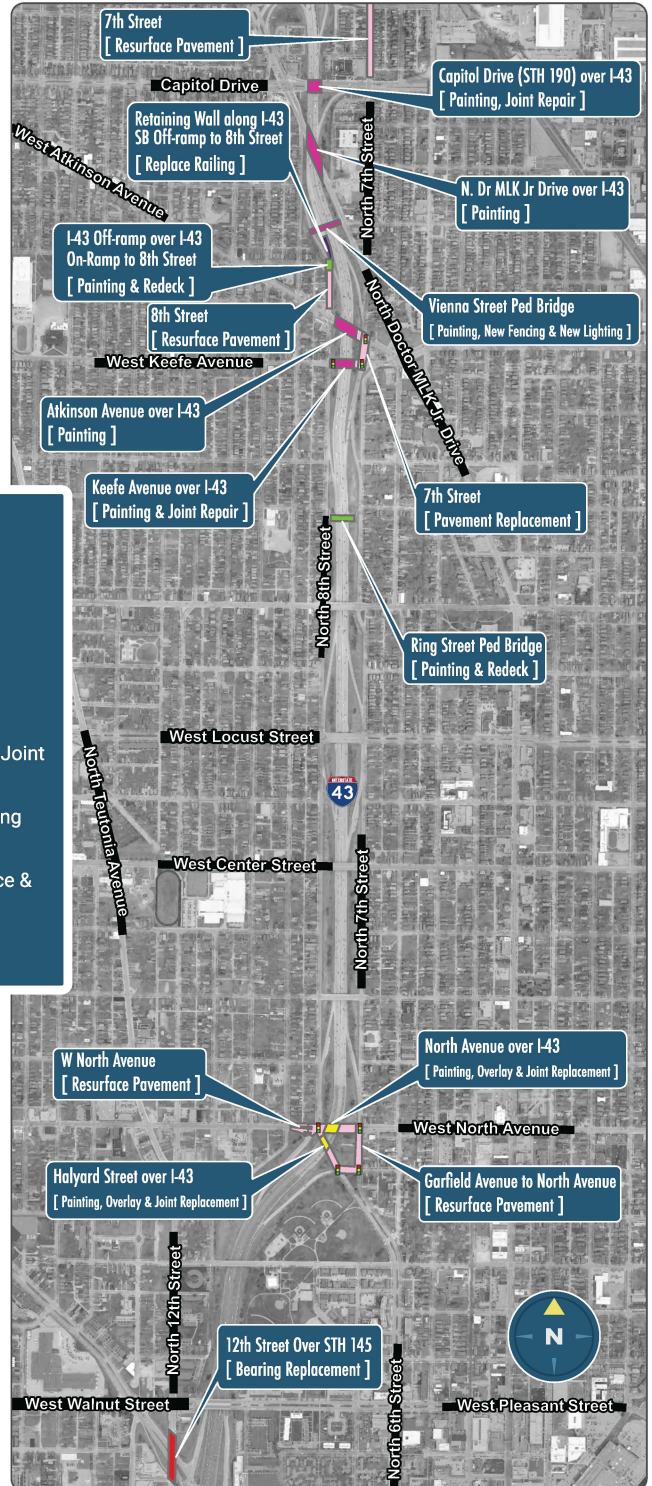 7th Street
[ Resurface Pavement ]
Capitol Drive
Capitol Drive (STH 190) over I-43
[ Painting, Joint Repair ]
Retaining Wall along I-43
SB Off-ramp to 8th Street
[ Replace Railing ]
North 7th Street
West Atkinson Avenue
N. Dr MLK Jr Drive over I-43
[ Painting ]
I-43 Off-ramp over I-43
On-Ramp to 8th Street
[ Painting & Redeck ]
8th Street
[ Resurface Pavement ]
North Doctor MLK Jr. Drive
Vienna Street Ped Bridge
[ Painting, New Fencing & New Lighting ]
West Keefe Avenue
Atkinson Avenue over I-43
[ Painting ]
Keefe Avenue over I-43
[ Painting & Joint Repair ]
7th Street
[ Pavement Replacement ]
North 8th Street
Ring Street Ped Bridge
[ Painting & Redeck ]
West Locust Street
Joint
ng
ce &
North Teutonia Avenue
INTERSTATE
43
West Center Street
North 7th Street
W North Avenue
[ Resurface Pavement ]
North Avenue over I-43
[ Painting, Overlay & Joint Replacement ]
West North Avenue
Halyard Street over I-43
[ Painting, Overlay & Joint Replacement ]
Garfield Avenue to North Avenue
[ Resurface Pavement ]
North 12th Street
N
12th Street Over STH 145
[ Bearing Replacement ]
West Walnut Street
North 6th Street
West Pleasant Street